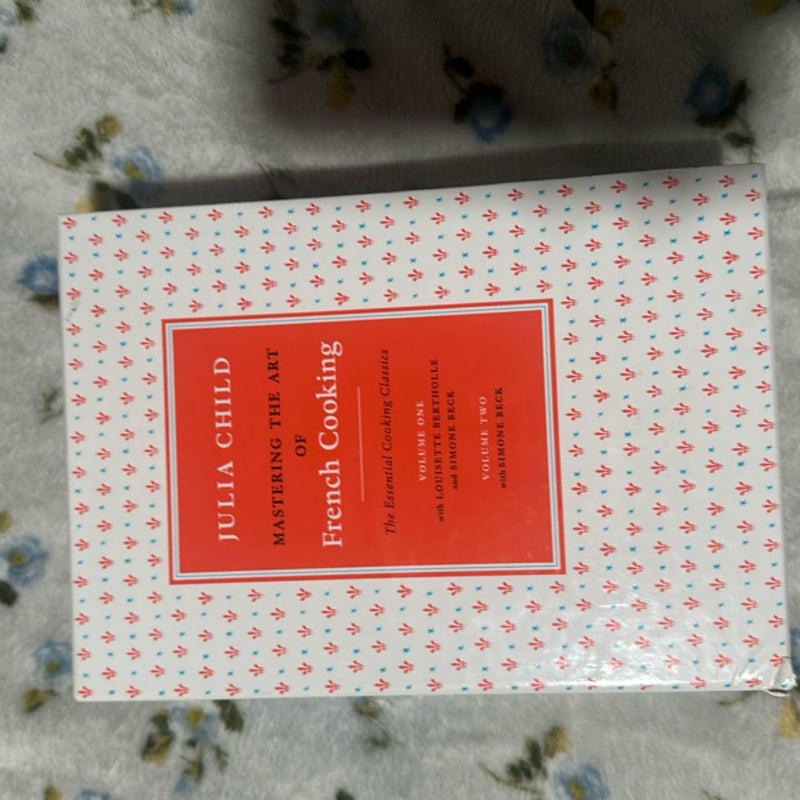 JULIA CHILD
MASTERING THE ART
OF
French Cooking
The Essential Cooking Classics
VOLUME ONE
with LOUISETTE BERTHOLLE
and SIMONE BECK
VOLUME TWO
with SIMONE BECK